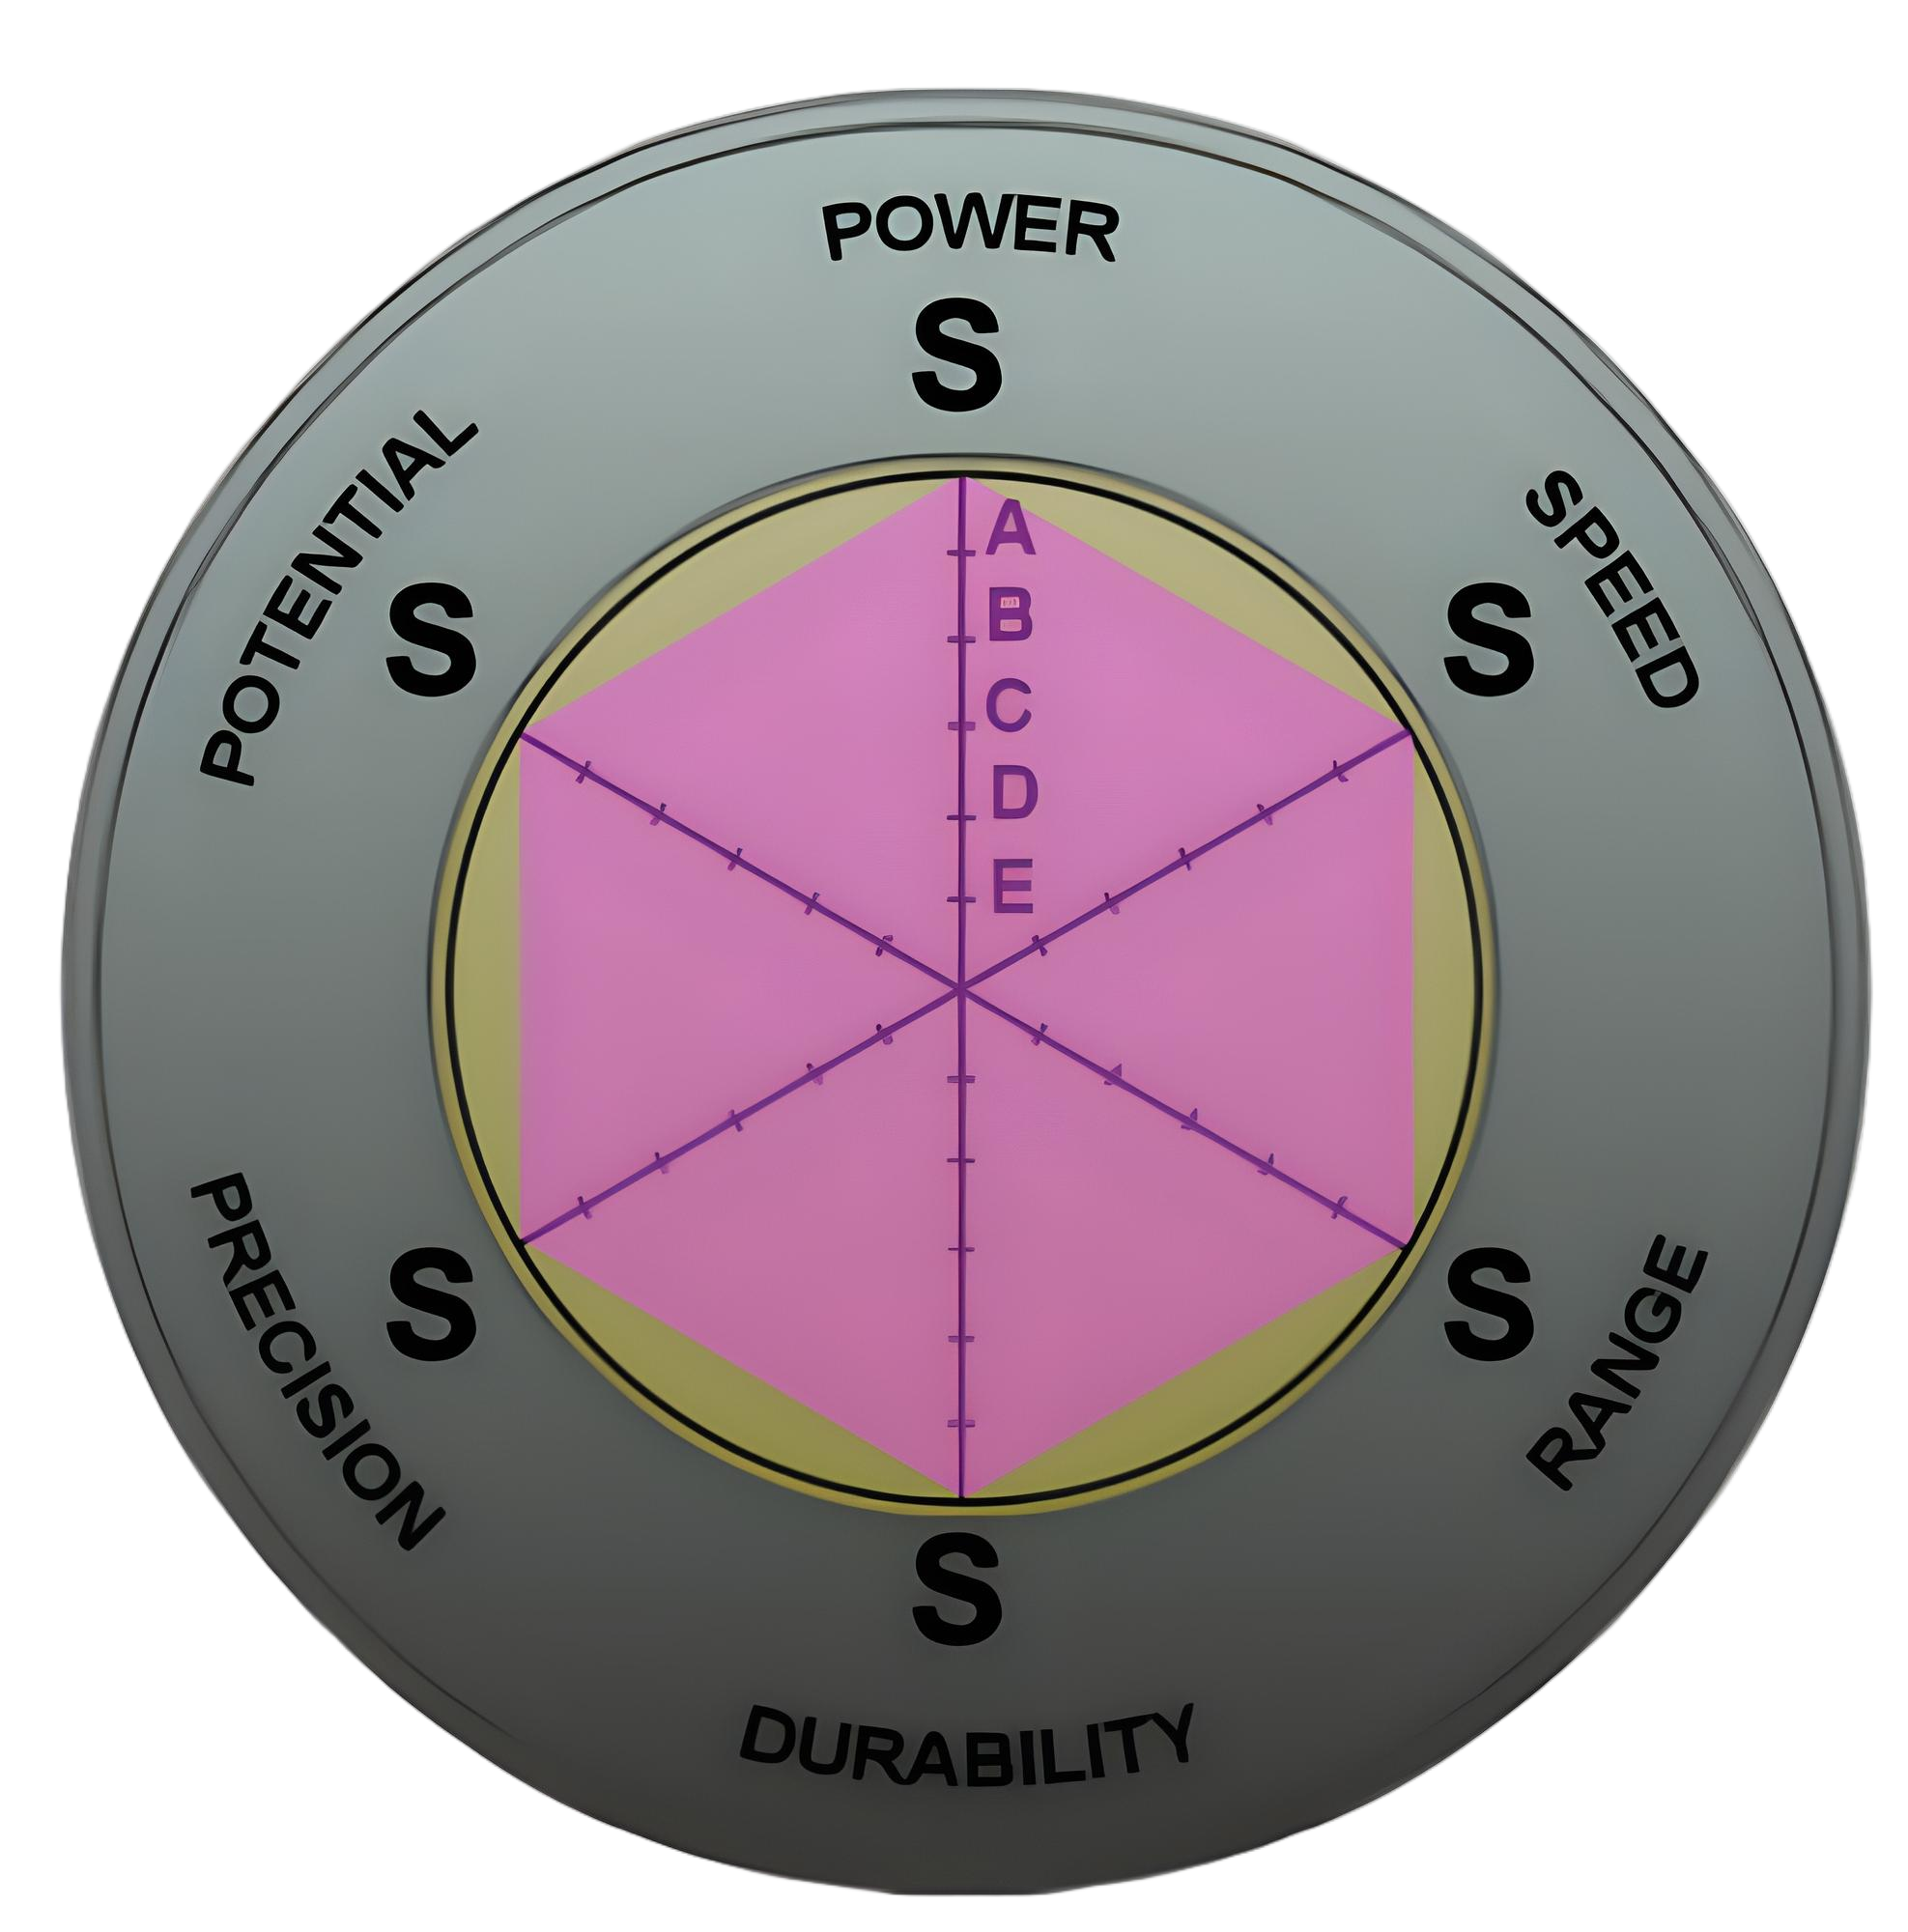 POWER
S
SPEED
S
RANGE
S
DURABILITY
S
PRECISION
S
POTENTIAL
S
A
B
C
D
E